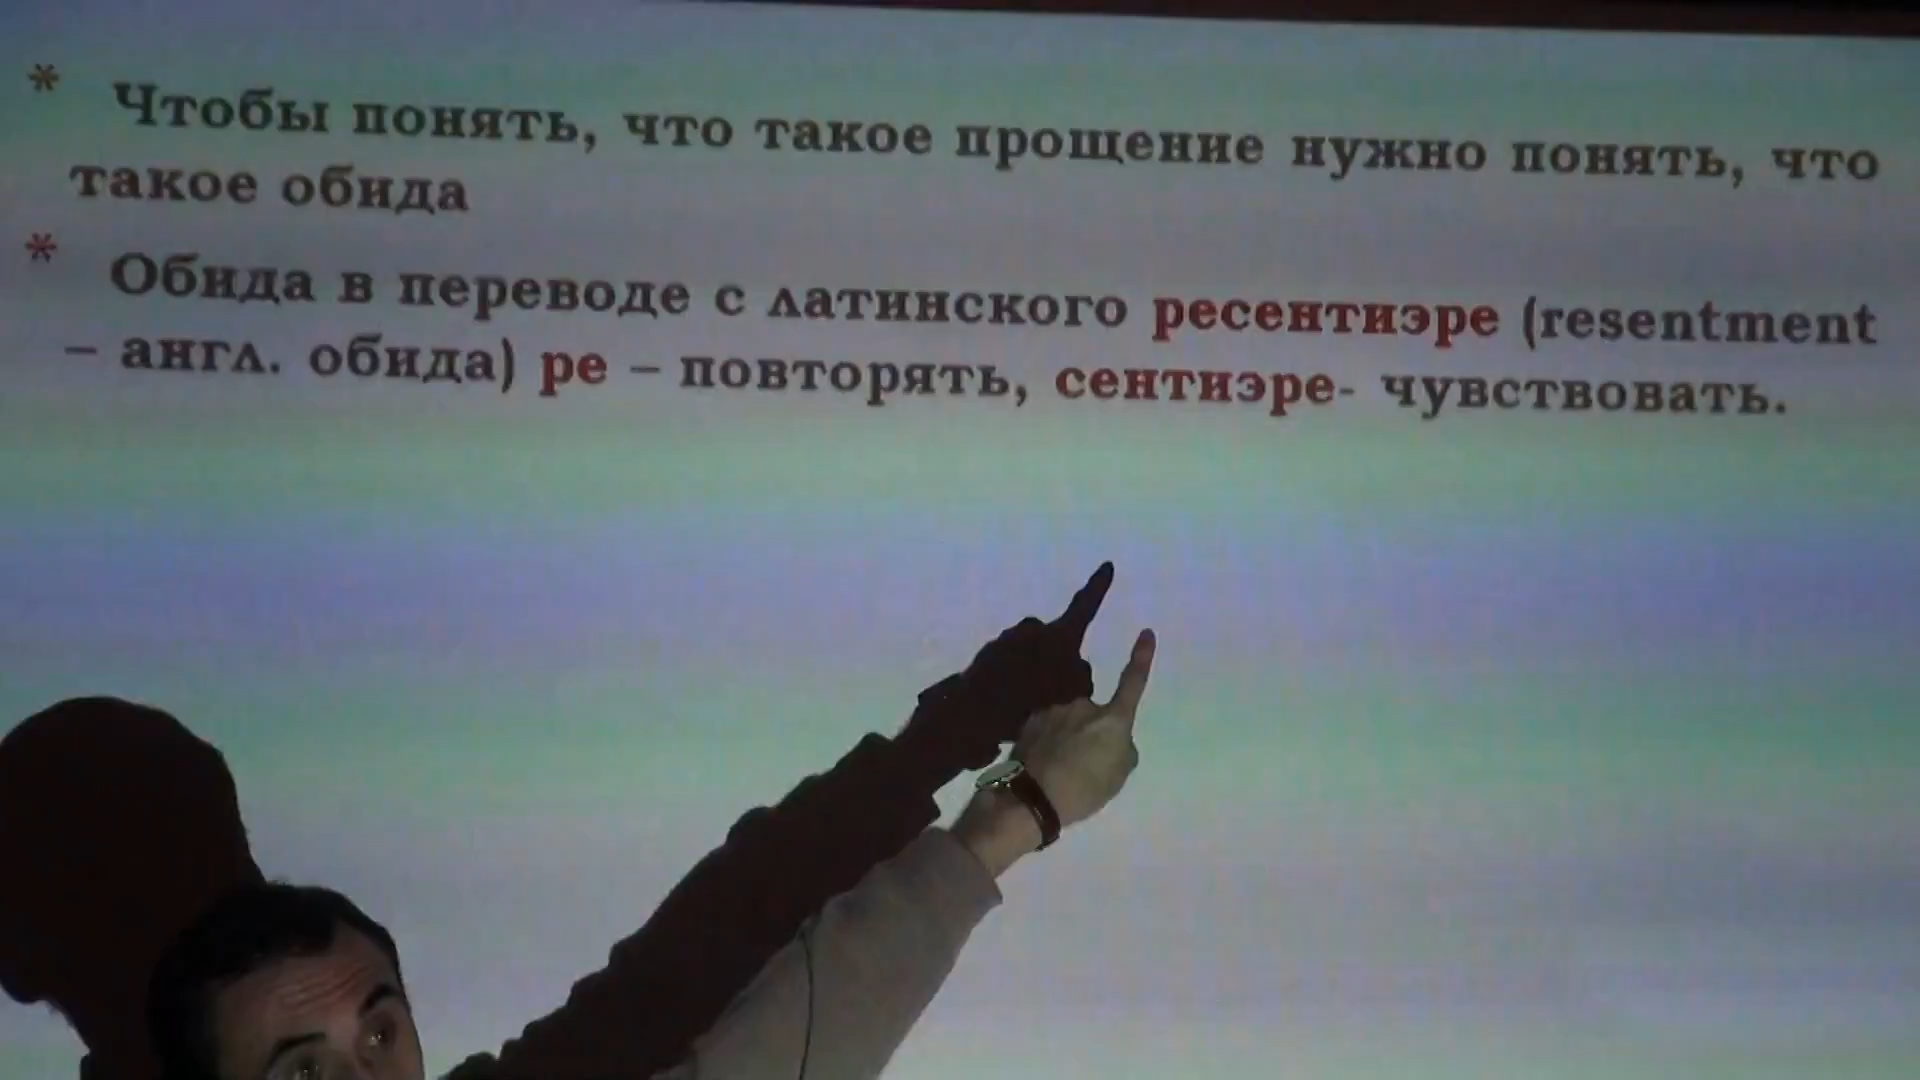 * Чтобы понять, что такое прощение нужно понять, что
такое обида
* Обида в переводе с латинского ресентиэре (resentment
– англ. обида) ре – повторять, сентиэре- чувствовать.